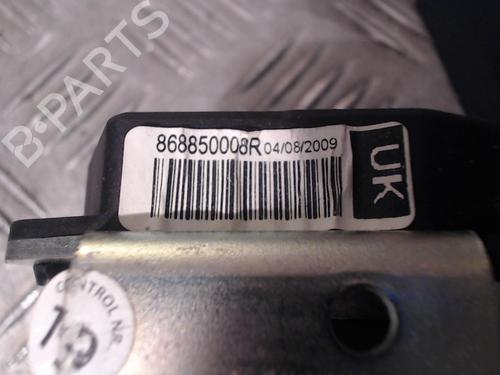 B-PARTS
868850008R 04/08/2009
UK
CONTROL NR.